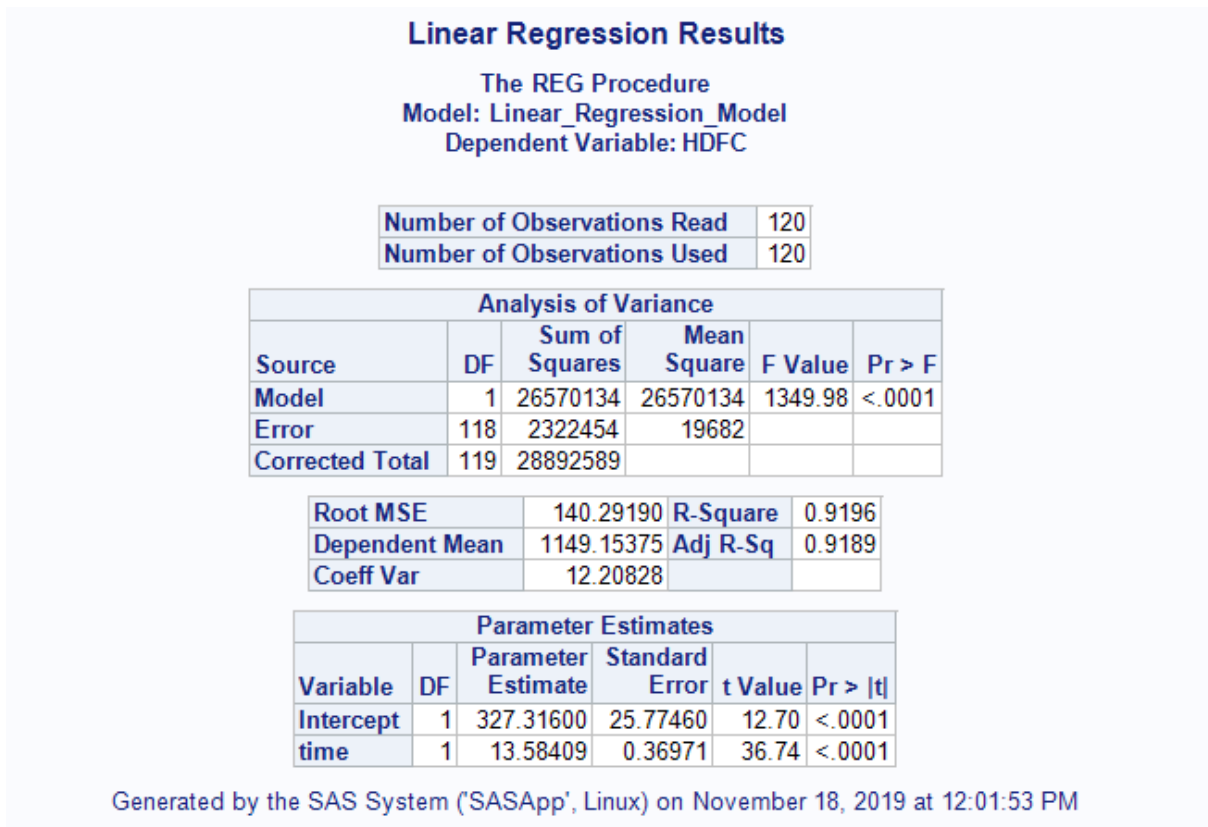 Linear Regression Results
The REG Procedure
Model: Linear_Regression_Model
Dependent Variable: HDFC
Number of Observations Read 120
Number of Observations Used 120
Analysis of Variance
Source DF Sum of Squares Mean Square F Value Pr > F
Model 1 26570134 26570134 1349.98 <.0001
Error 118 2322454 19682
Corrected Total 119 28892589
Root MSE 140.29190 R-Square 0.9196
Dependent Mean 1149.15375 Adj R-Sq 0.9189
Coeff Var 12.20828
Parameter Estimates
Variable DF Parameter Estimate Standard Error t Value Pr > |t|
Intercept 1 327.31600 25.77460 12.70 <.0001
time 1 13.58409 0.36971 36.74 <.0001
Generated by the SAS System ('SASApp', Linux) on November 18, 2019 at 12:01:53 PM